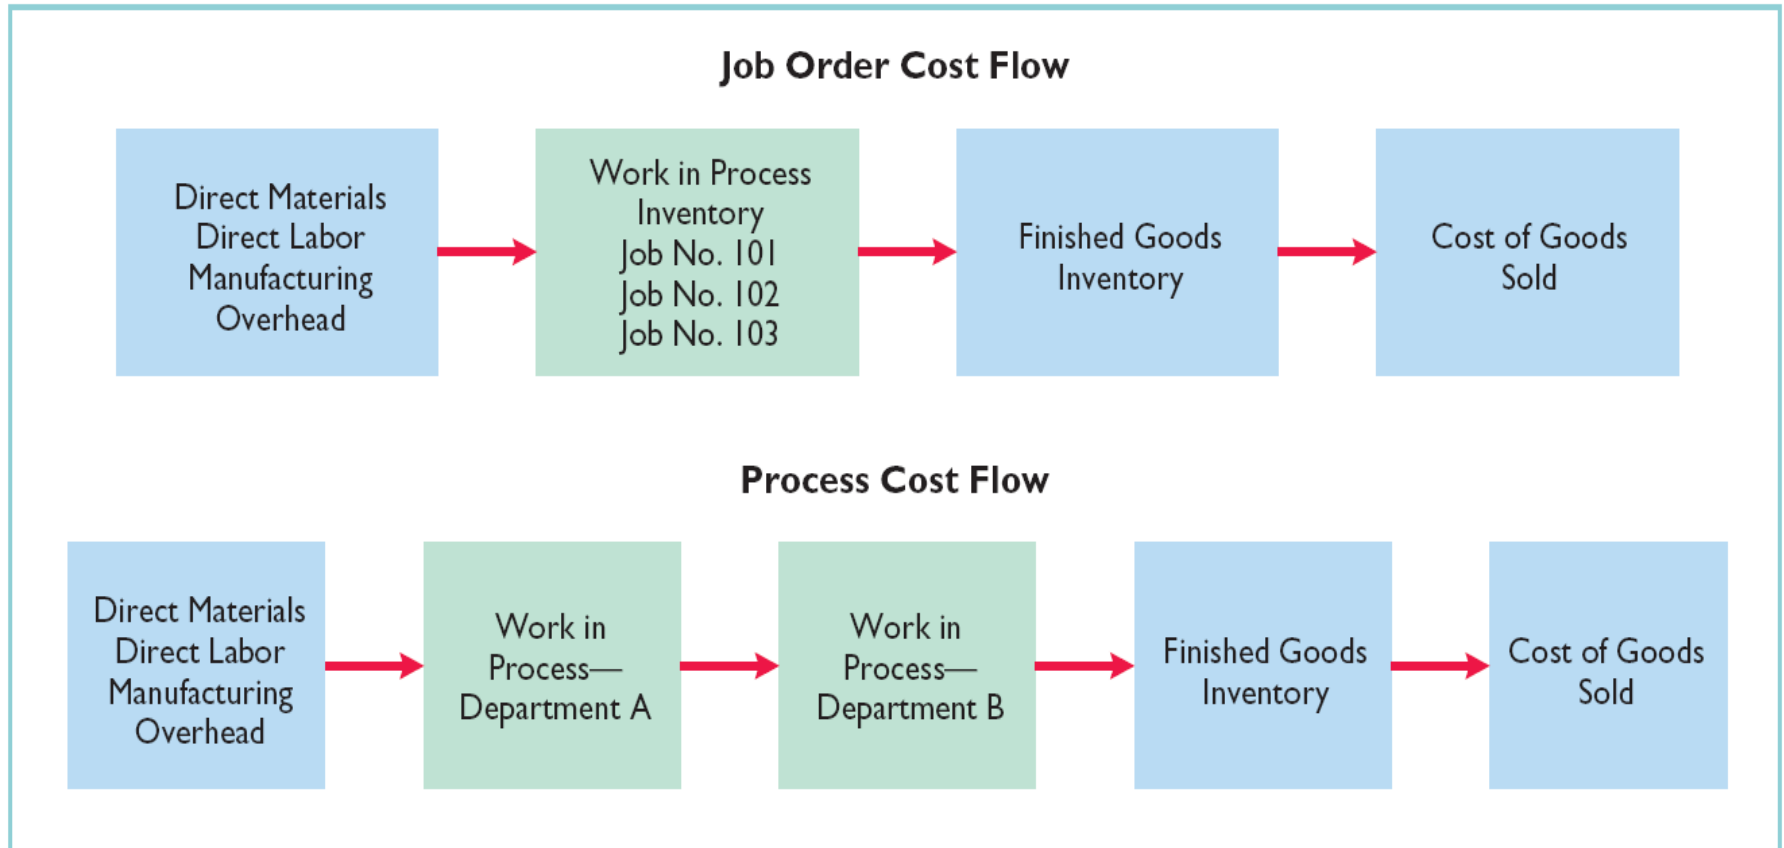 Job Order Cost Flow
Direct Materials
Direct Labor
Manufacturing
Overhead
Work in Process
Inventory
Job No. 101
Job No. 102
Job No. 103
Finished Goods
Inventory
Cost of Goods
Sold
Process Cost Flow
Direct Materials
Direct Labor
Manufacturing
Overhead
Work in
Process—
Department A
Work in
Process—
Department B
Finished Goods
Inventory
Cost of Goods
Sold